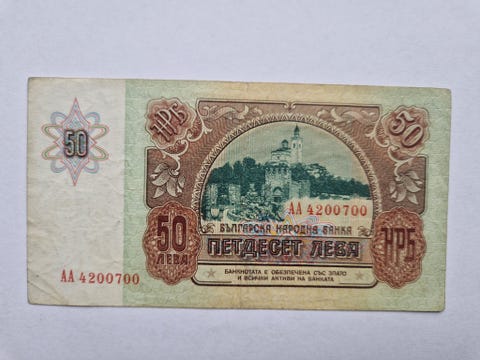 НРБ
50
50
АА 4200700
БЪЛГАРСКА НАРОДНА БАНКА
50 ПЕТДЕСЕТ ЛЕВА НРБ
ЛЕВА
БАНКНОТАТА Е ОБЕЗПЕЧЕНА СЪС ЗЛАТО
И ВСИЧКИ АКТИВИ НА БАНКАТА
АА 4200700